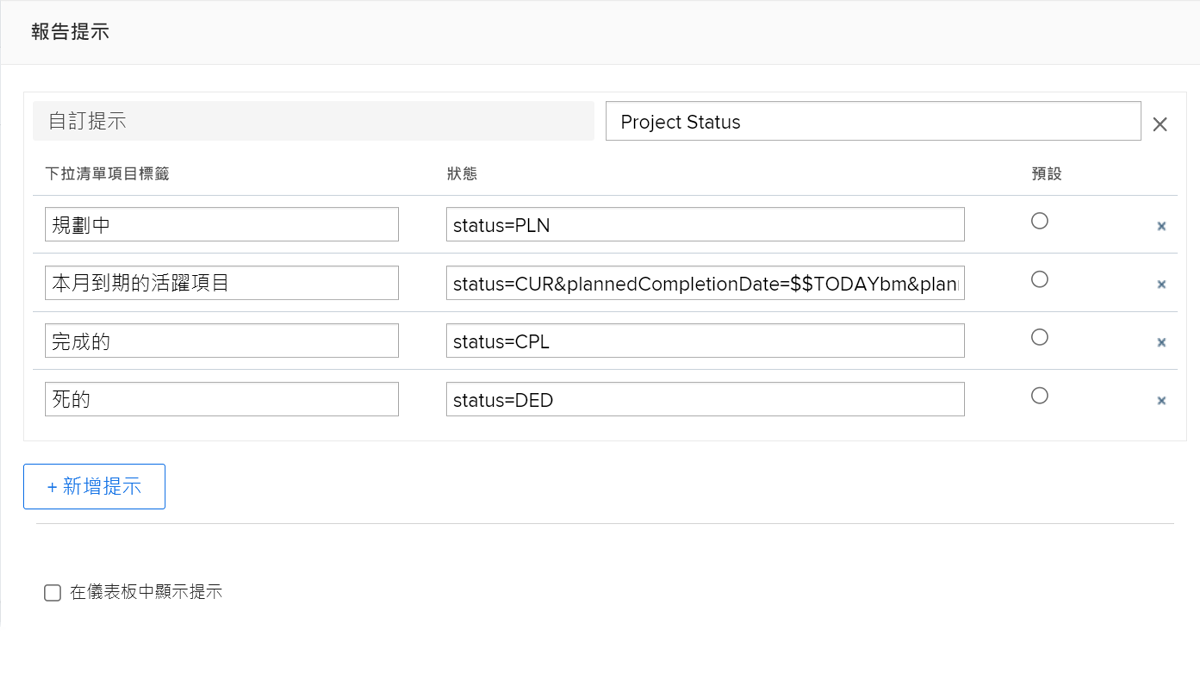 報告提示
自訂提示 Project Status
下拉清單項目標籤 狀態 預設
規劃中 status=PLN
本月到期的活躍項目 status=CUR&plannedCompletionDate=$$TODAYbm&plan
完成的 status=CPL
死的 status=DED
+ 新增提示
在儀表板中顯示提示